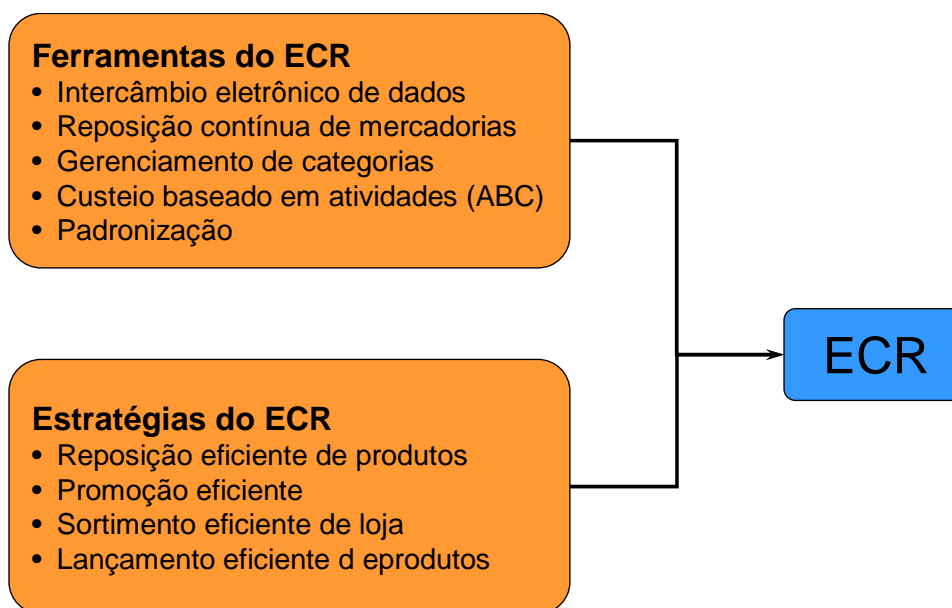 Ferramentas do ECR
• Intercâmbio eletrônico de dados
• Reposição contínua de mercadorias
• Gerenciamento de categorias
• Custeio baseado em atividades (ABC)
• Padronização
ECR
Estratégias do ECR
• Reposição eficiente de produtos
• Promoção eficiente
• Sortimento eficiente de loja
• Lançamento eficiente d eprodutos